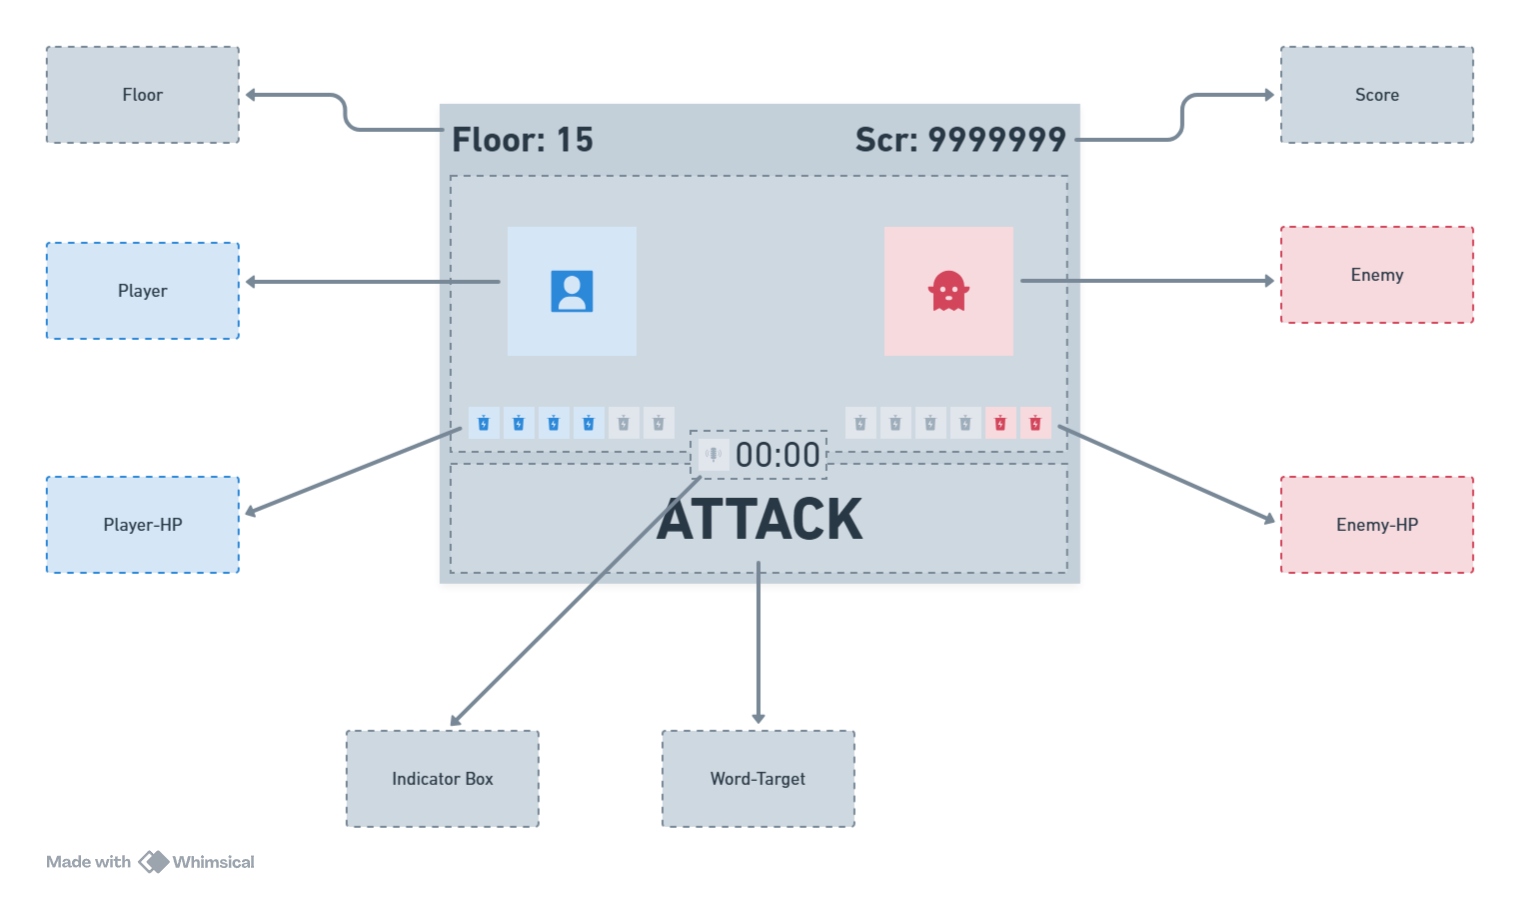 Floor
Score
Floor: 15
Scr: 9999999
Player
Enemy
00:00
Player-HP
ATTACK
Enemy-HP
Indicator Box
Word-Target
Made with Whimsical